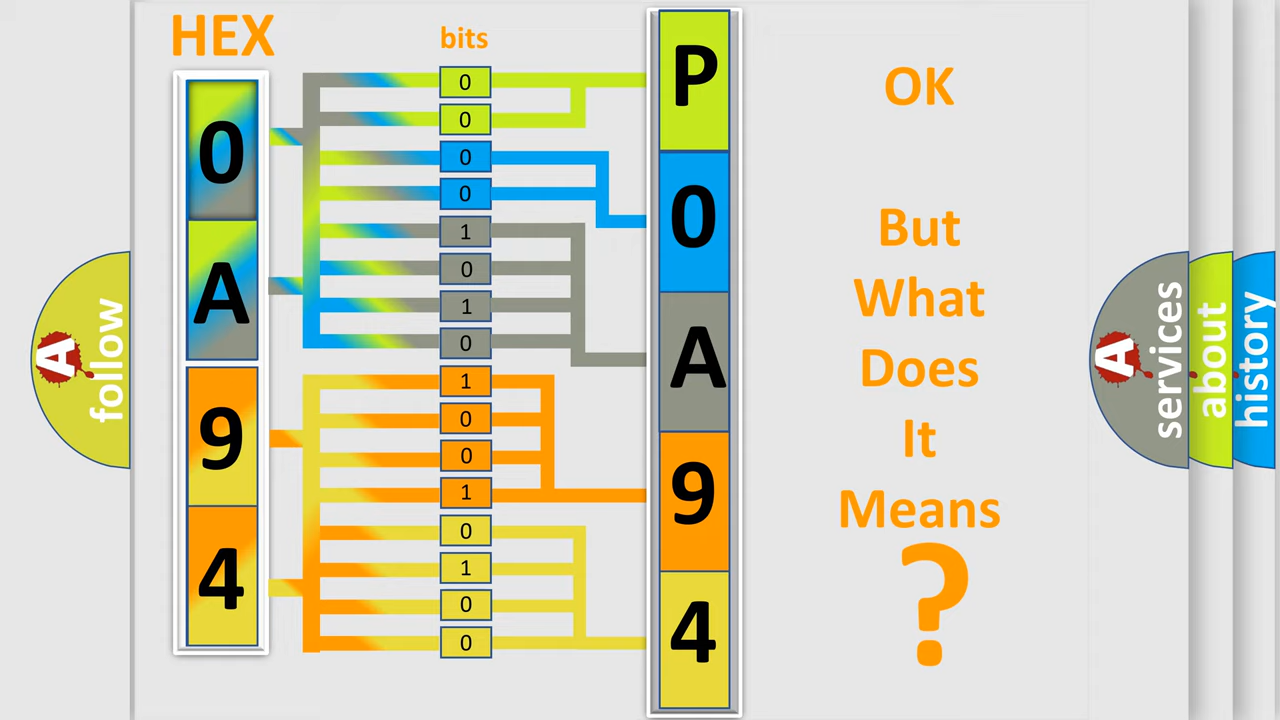 HEX
bits
0
A
9
4
0
0
0
0
1
0
1
0
1
0
0
1
0
1
0
0
P
0
A
9
4
OK
But
What
Does
It
Means
?
A
follow
A
services
about
history